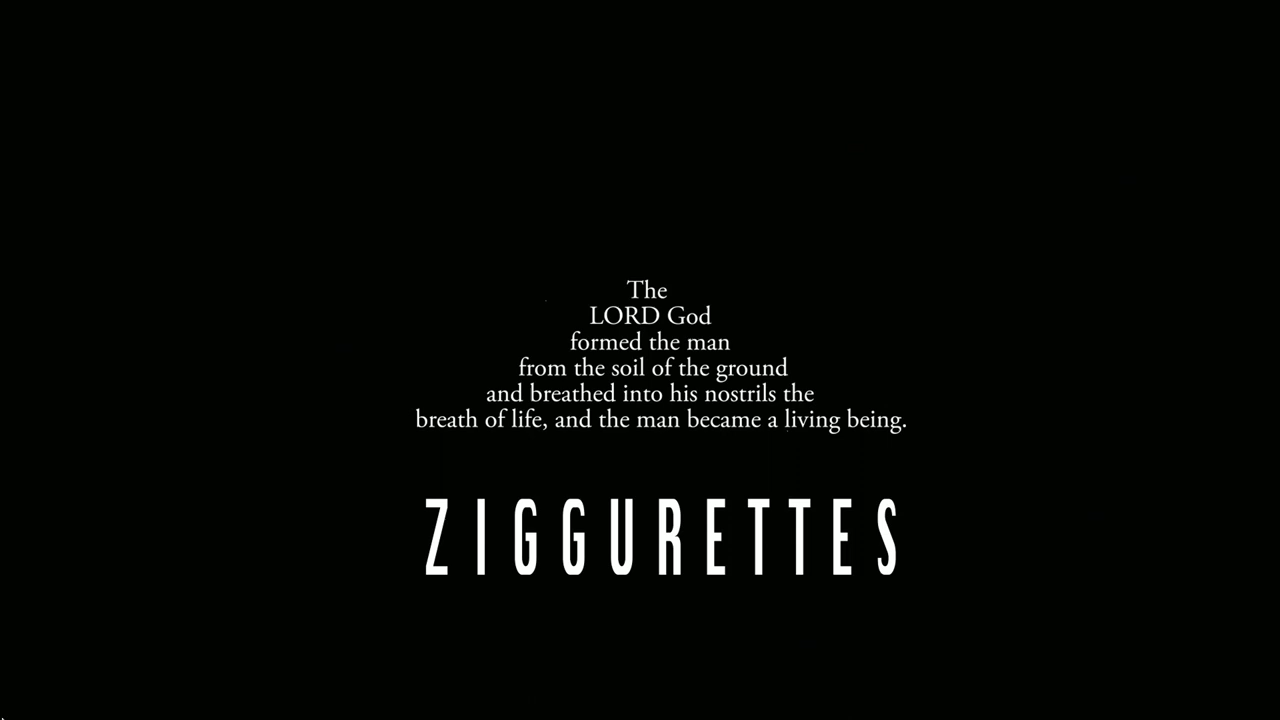 The
LORD God
formed the man
from the soil of the ground
and breathed into his nostrils the
breath of life, and the man became a living being.
ZIGGURETTES